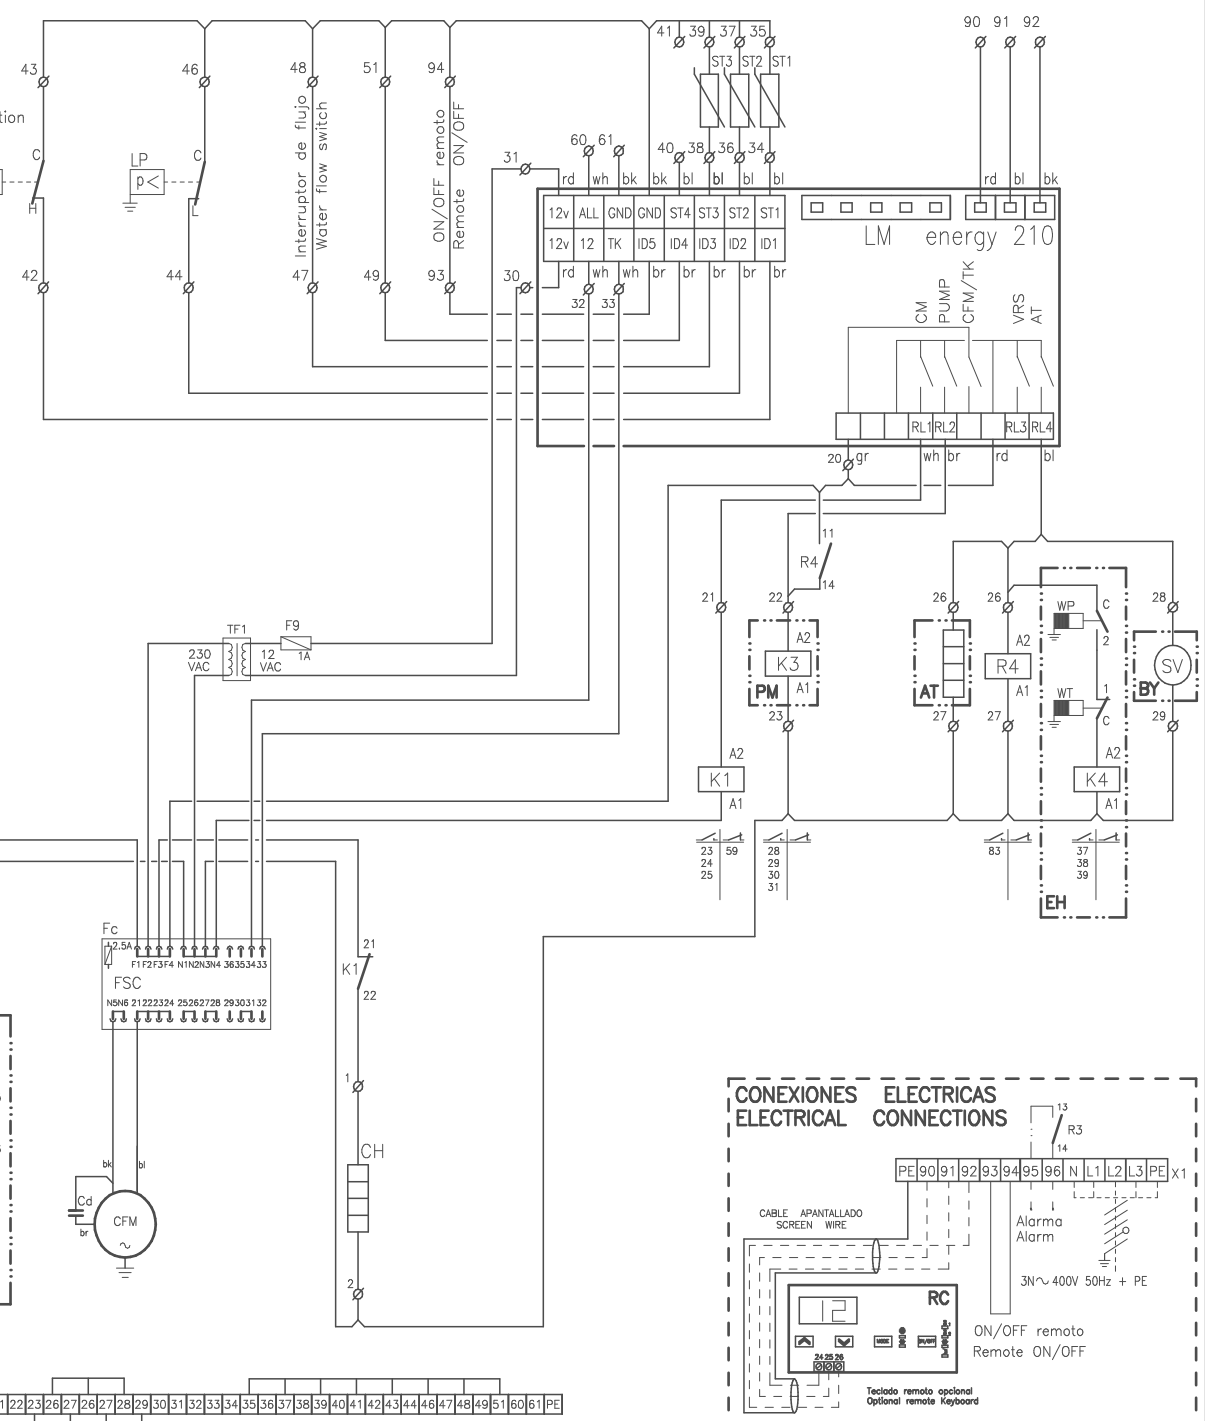 90 91 92
41 39 37 35
ST3 ST2 ST1
43 46 48 51 94
tion
Interruptor de flujo
Water flow switch
ON/OFF remoto
Remote ON/OFF
60 61
31 40 38 36 34
C LP C
p<
H L
rd wh bk bk bl bl bl bl rd bl bk
12v ALL GND GND ST4 ST3 ST2 ST1
12v 12 TK ID5 ID4 ID3 ID2 ID1
LM energy 210
rd wh wh br br br br br
42 44 47 49 93 30
32 33
CM
PUMP
CFM/TK
VRS
AT
RL1 RL2 RL3 RL4
20 gr wh br rd bl
11
R4
14
21 22 26 26 28
WP C
2
A2 A2
K3 R4 SV
A1 A1
PM AT BY
WT 1
C
23 27 27 29
TF1 F9
230 VAC 12 VAC 1A
A2 A2
K1 K4
A1 A1
23 59 28 83 37
24 29 38
25 30 39
31
EH
Fc
2.5A
F1 F2 F3 F4 N1 N2 N3 N4 36 35 34 33
FSC
N5 N6 21 22 23 24 25 26 27 28 29 30 31 32
21
K1
22
1
CH
2
bk bl
Cd
br
CFM
~
CONEXIONES ELECTRICAS
ELECTRICAL CONNECTIONS
13
R3
14
PE 90 91 92 93 94 95 96 N L1 L2 L3 PE X1
CABLE APANTALLADO
SCREEN WIRE
Alarma
Alarm
3N~ 400V 50Hz + PE
RC
12
MODE ON/OFF
24 25 26
ON/OFF remoto
Remote ON/OFF
Teclado remoto opcional
Optional remote Keyboard
22 23 26 27 26 27 28 29 30 31 32 33 34 35 36 37 38 39 40 41 42 43 44 45 46 47 48 49 51 60 61 PE